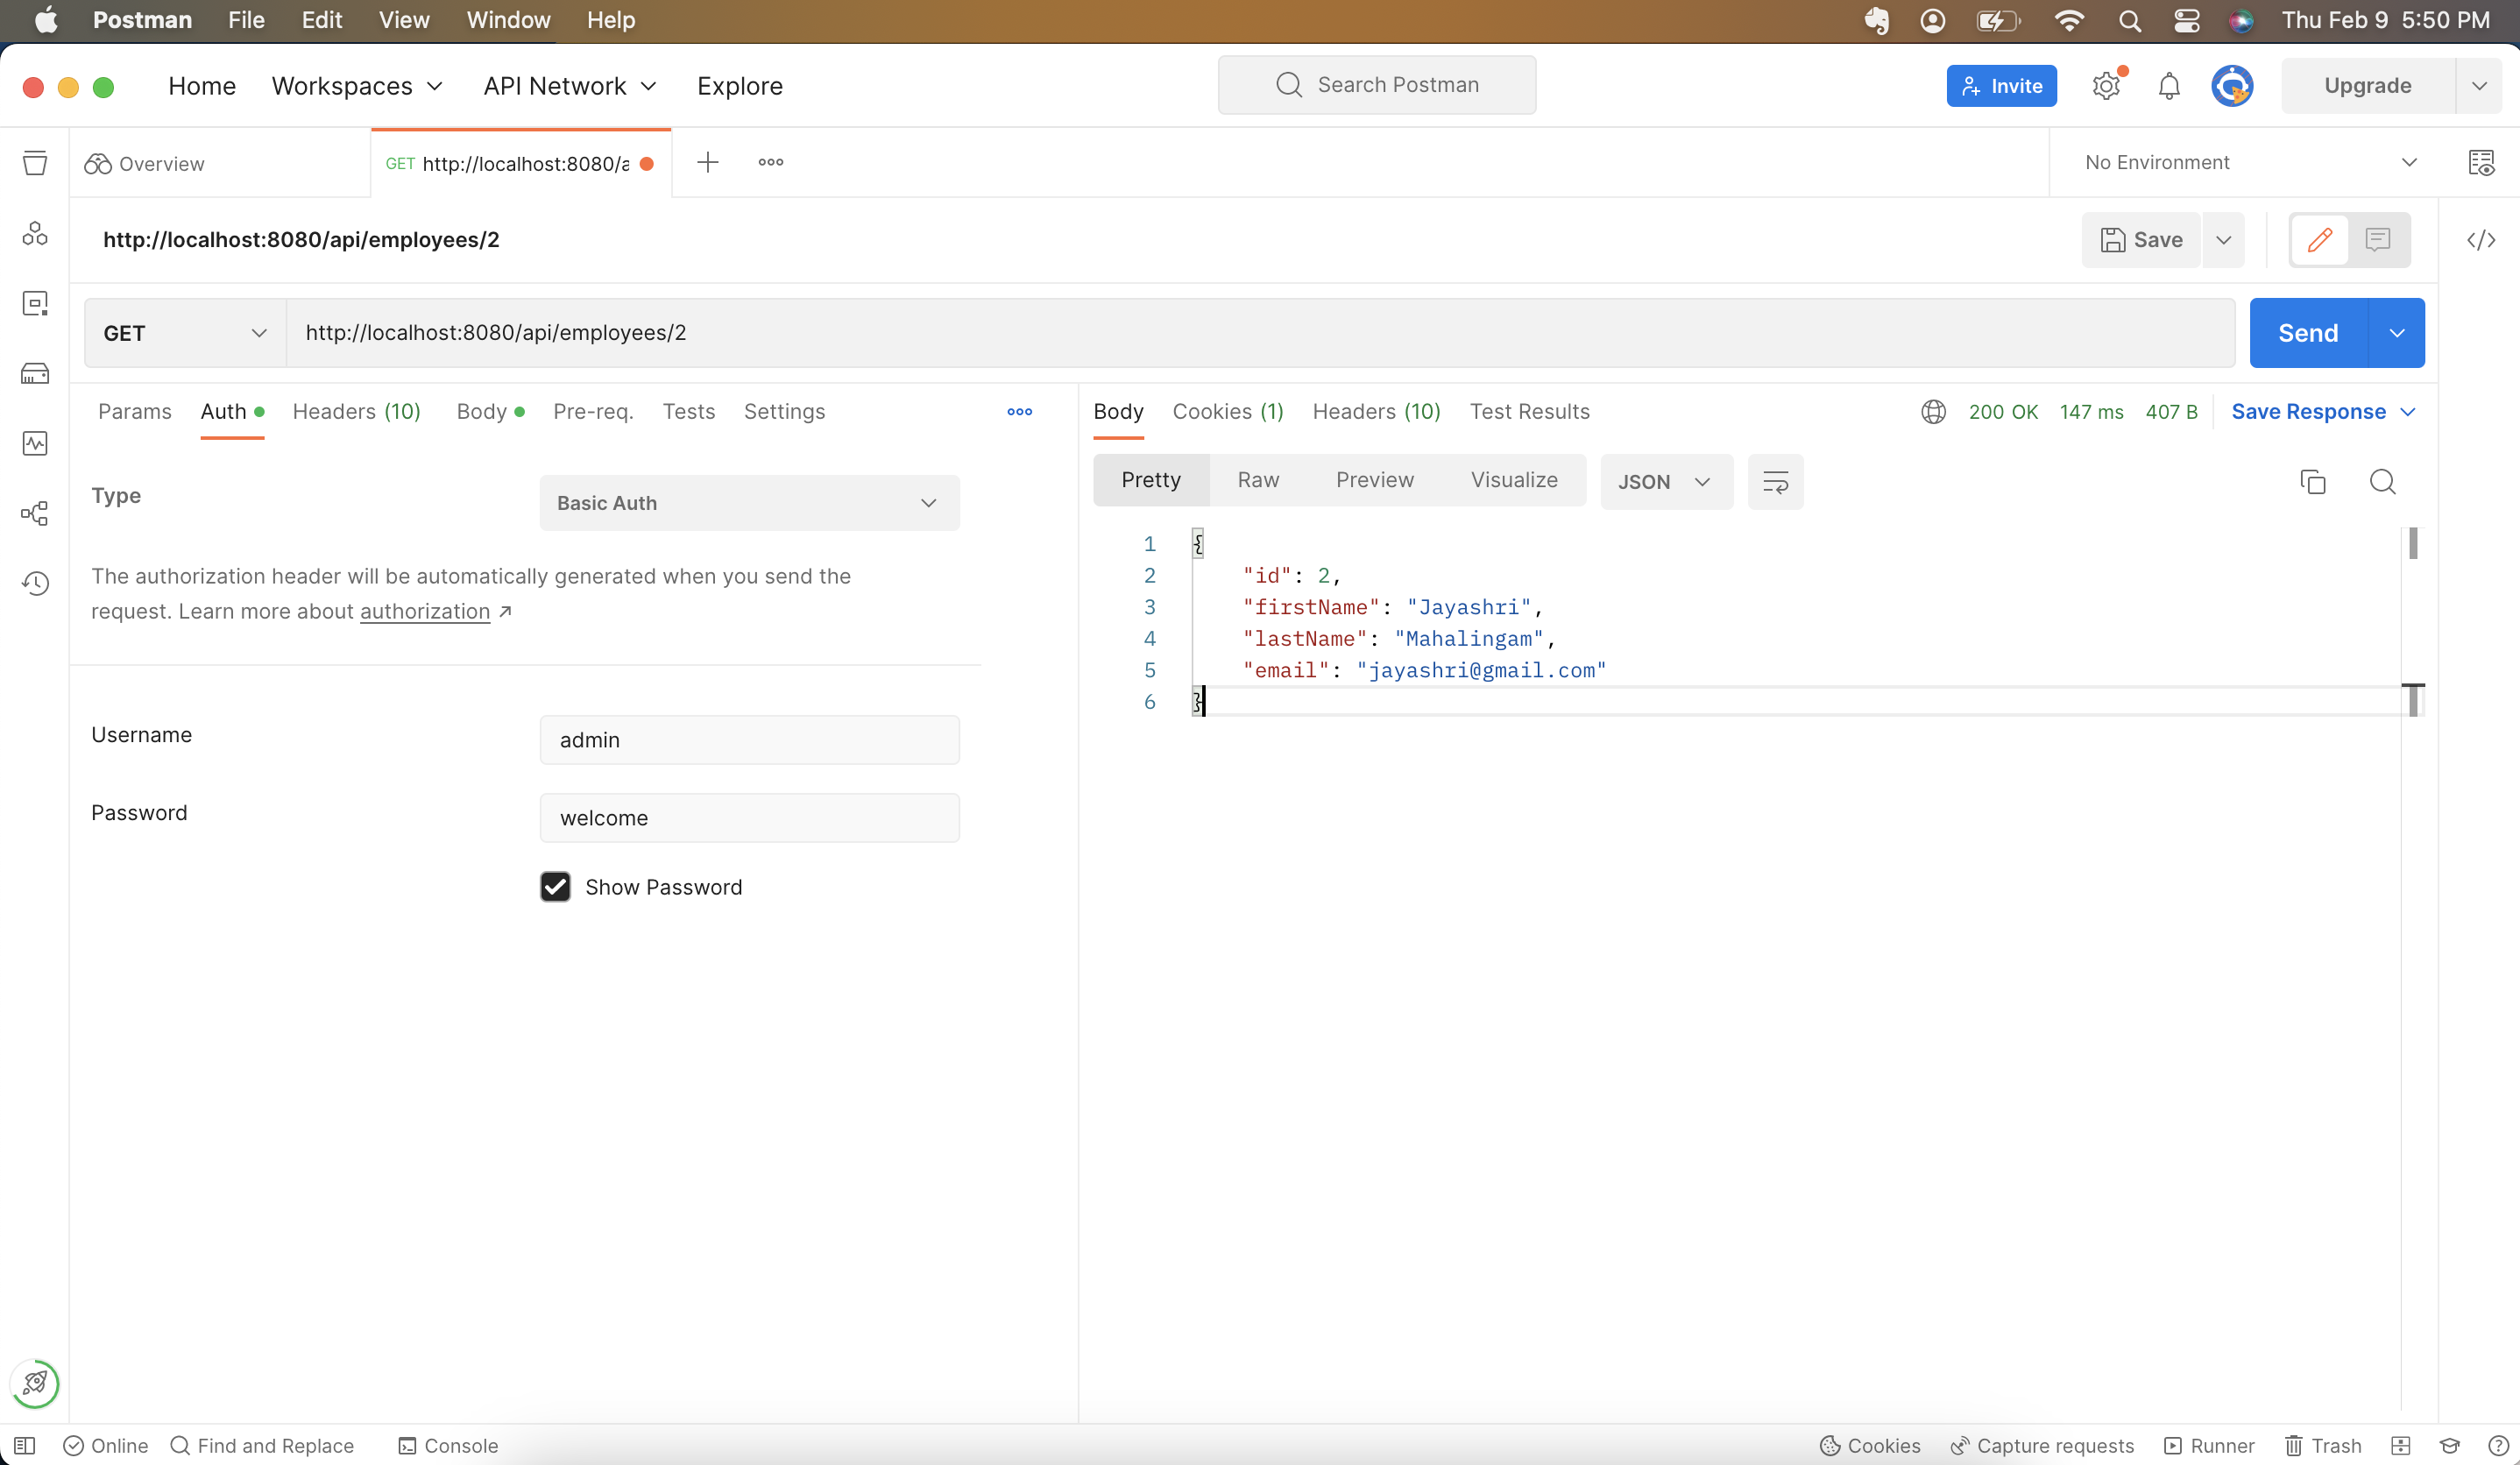 Postman File Edit View Window Help Thu Feb 9 5:50 PM
Home Workspaces API Network Explore Search Postman Invite Upgrade
Overview GET http://localhost:8080/a No Environment
http://localhost:8080/api/employees/2 Save
GET http://localhost:8080/api/employees/2 Send
Params Auth Headers (10) Body Pre-req. Tests Settings
Type Basic Auth
The authorization header will be automatically generated when you send the
request. Learn more about authorization ↗
Username admin
Password welcome
Show Password
Body Cookies (1) Headers (10) Test Results 200 OK 147 ms 407 B Save Response
Pretty Raw Preview Visualize JSON
1 {
2 "id": 2,
3 "firstName": "Jayashri",
4 "lastName": "Mahalingam",
5 "email": "jayashri@gmail.com"
6 }
Online Find and Replace Console Cookies Capture requests Runner Trash